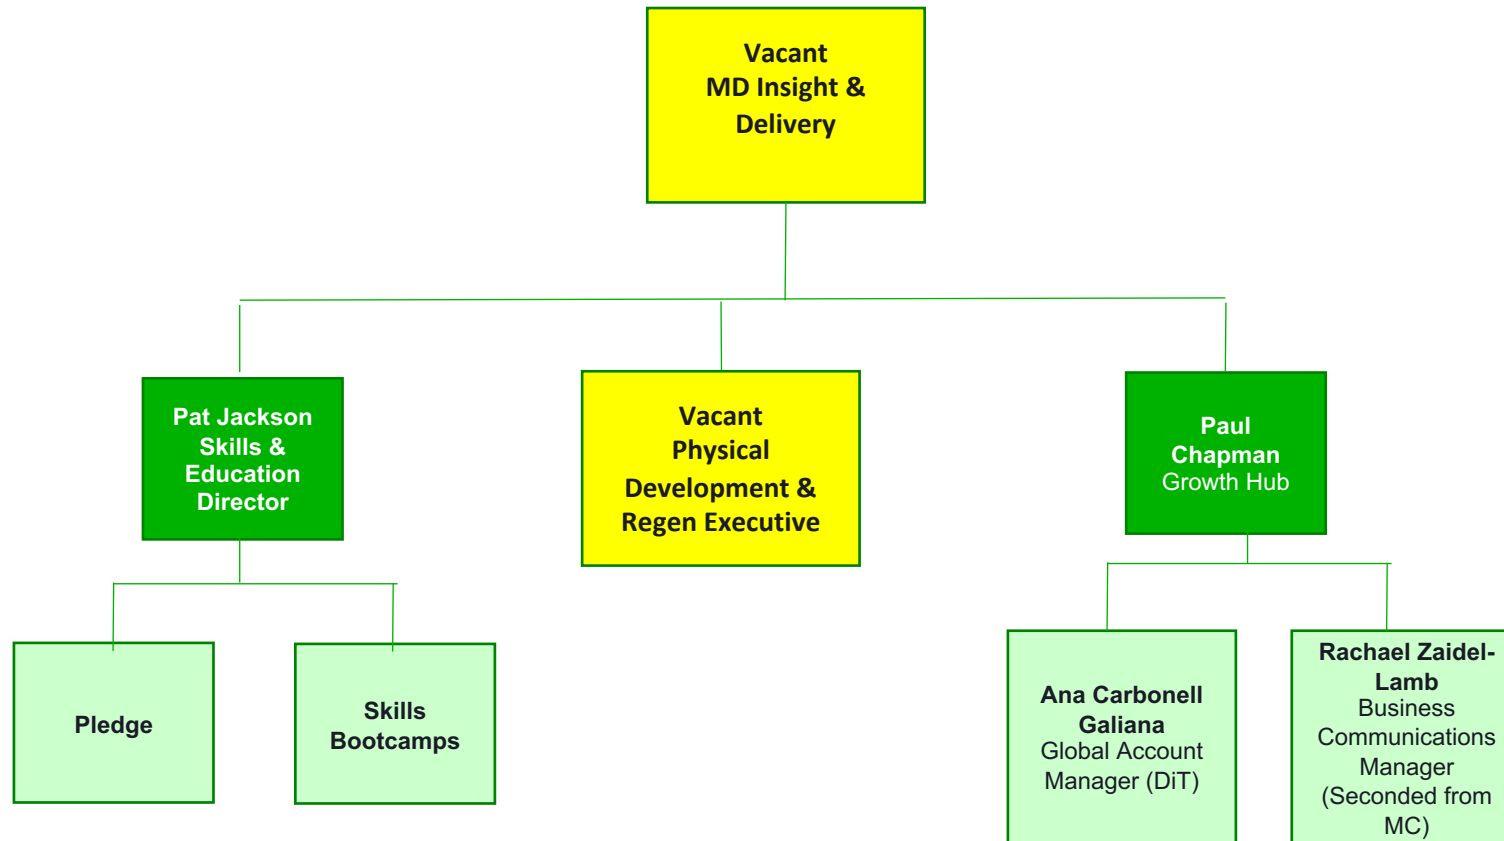 Vacant
MD Insight &
Delivery
Pat Jackson
Skills &
Education
Director
Vacant
Physical
Development &
Regen Executive
Paul
Chapman
Growth Hub
Pledge
Skills
Bootcamps
Ana Carbonell
Galiana
Global Account
Manager (DiT)
Rachael Zaidel-
Lamb
Business
Communications
Manager
(Seconded from
MC)